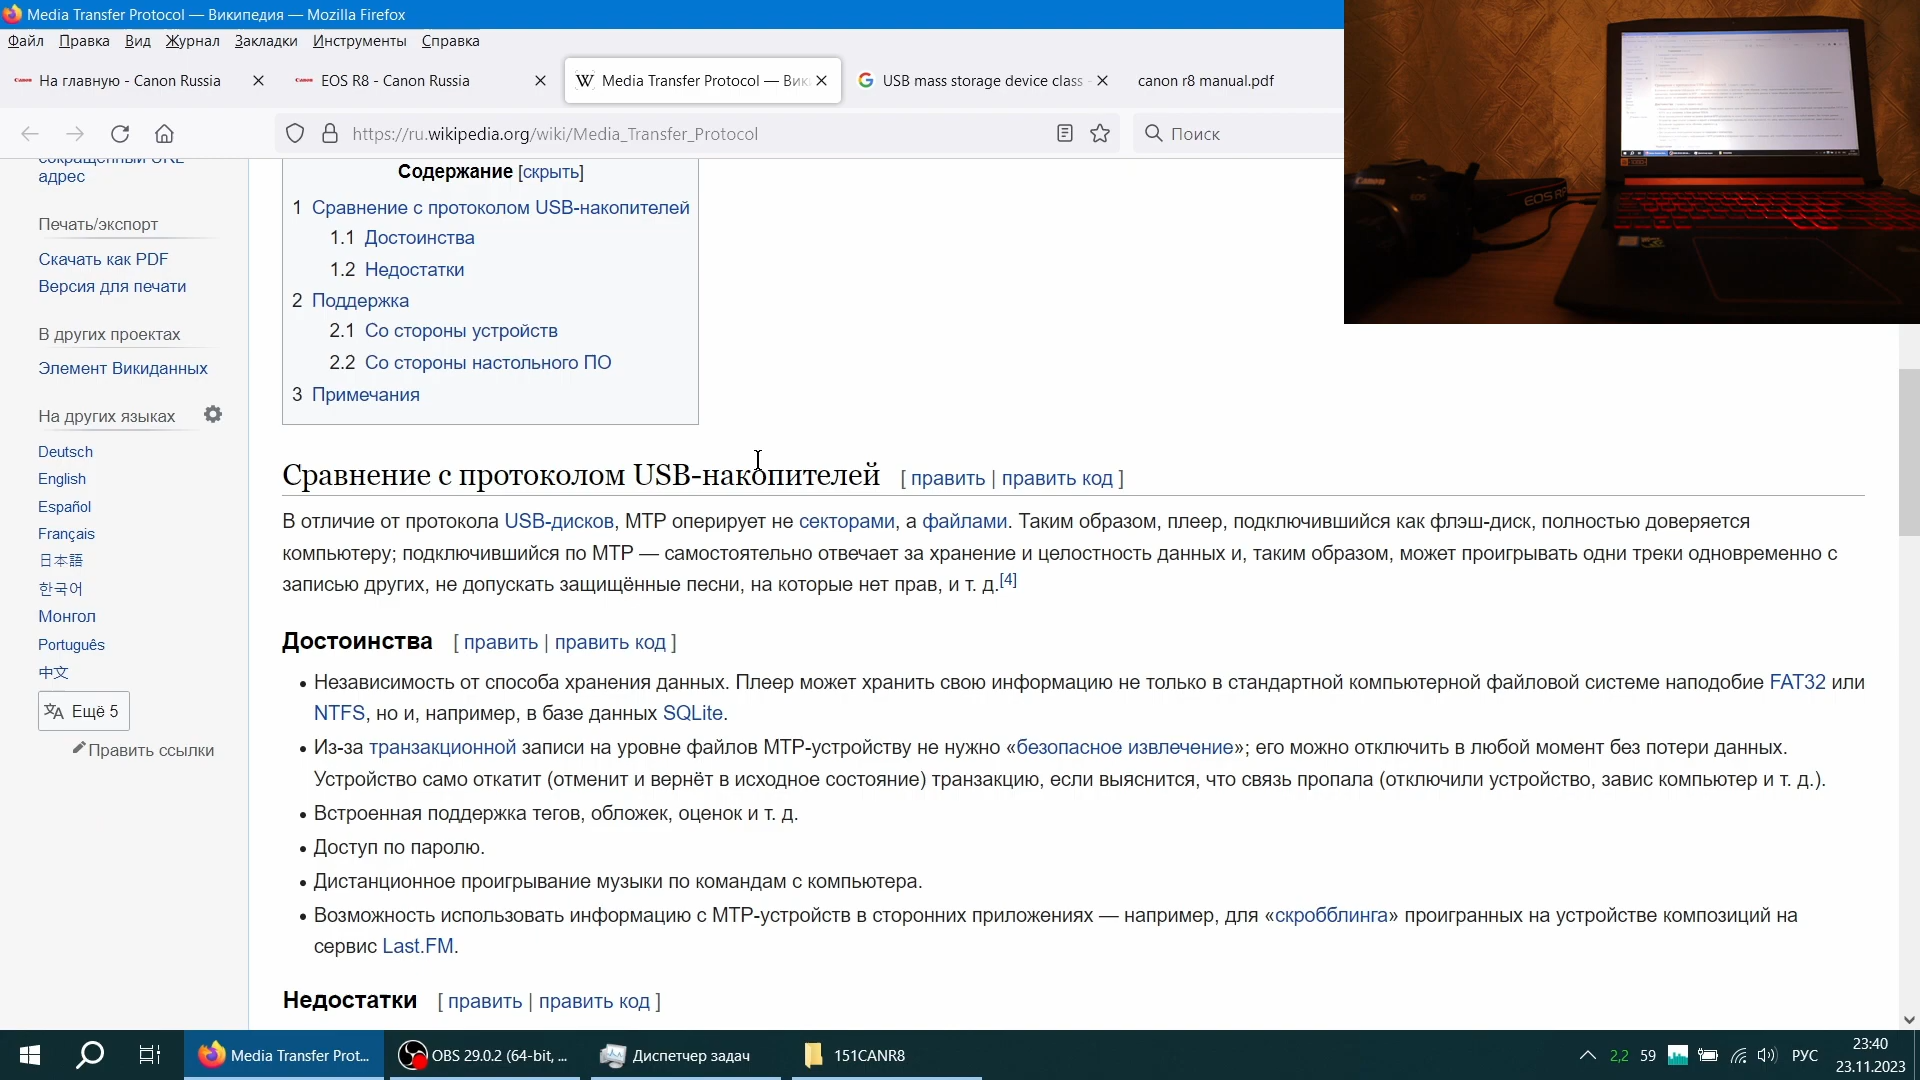 Media Transfer Protocol — Википедия — Mozilla Firefox
Файл Правка Вид Журнал Закладки Инструменты Справка
На главную - Canon Russia
EOS R8 - Canon Russia
Media Transfer Protocol — Вик
USB mass storage device class -
canon r8 manual.pdf
https://ru.wikipedia.org/wiki/Media_Transfer_Protocol
Поиск
сокращённый URL
адрес
Печать/экспорт
Скачать как PDF
Версия для печати
В других проектах
Элемент Викиданных
На других языках
Deutsch
English
Español
Français
日本語
한국어
Монгол
Português
中文
Ещё 5
Править ссылки
Содержание [скрыть]
1 Сравнение с протоколом USB-накопителей
1.1 Достоинства
1.2 Недостатки
2 Поддержка
2.1 Со стороны устройств
2.2 Со стороны настольного ПО
3 Примечания
Сравнение с протоколом USB-накопителей [ править | править код ]
В отличие от протокола USB-дисков, MTP оперирует не секторами, а файлами. Таким образом, плеер, подключившийся как флэш-диск, полностью доверяется
компьютеру; подключившийся по MTP — самостоятельно отвечает за хранение и целостность данных и, таким образом, может проигрывать одни треки одновременно с
записью других, не допускать защищённые песни, на которые нет прав, и т. д.[4]
Достоинства [ править | править код ]
• Независимость от способа хранения данных. Плеер может хранить свою информацию не только в стандартной компьютерной файловой системе наподобие FAT32 или
NTFS, но и, например, в базе данных SQLite.
• Из-за транзакционной записи на уровне файлов MTP-устройству не нужно «безопасное извлечение»; его можно отключить в любой момент без потери данных.
Устройство само откатит (отменит и вернёт в исходное состояние) транзакцию, если выяснится, что связь пропала (отключили устройство, завис компьютер и т. д.).
• Встроенная поддержка тегов, обложек, оценок и т. д.
• Доступ по паролю.
• Дистанционное проигрывание музыки по командам с компьютера.
• Возможность использовать информацию с MTP-устройств в сторонних приложениях — например, для «скробблинга» проигранных на устройстве композиций на
сервис Last.FM.
Недостатки [ править | править код ]
Canon
EOS
EOS R
Media Transfer Prot...
OBS 29.0.2 (64-bit, ...
Диспетчер задач
151CANR8
2,2 59
РУС
23:40
23.11.2023